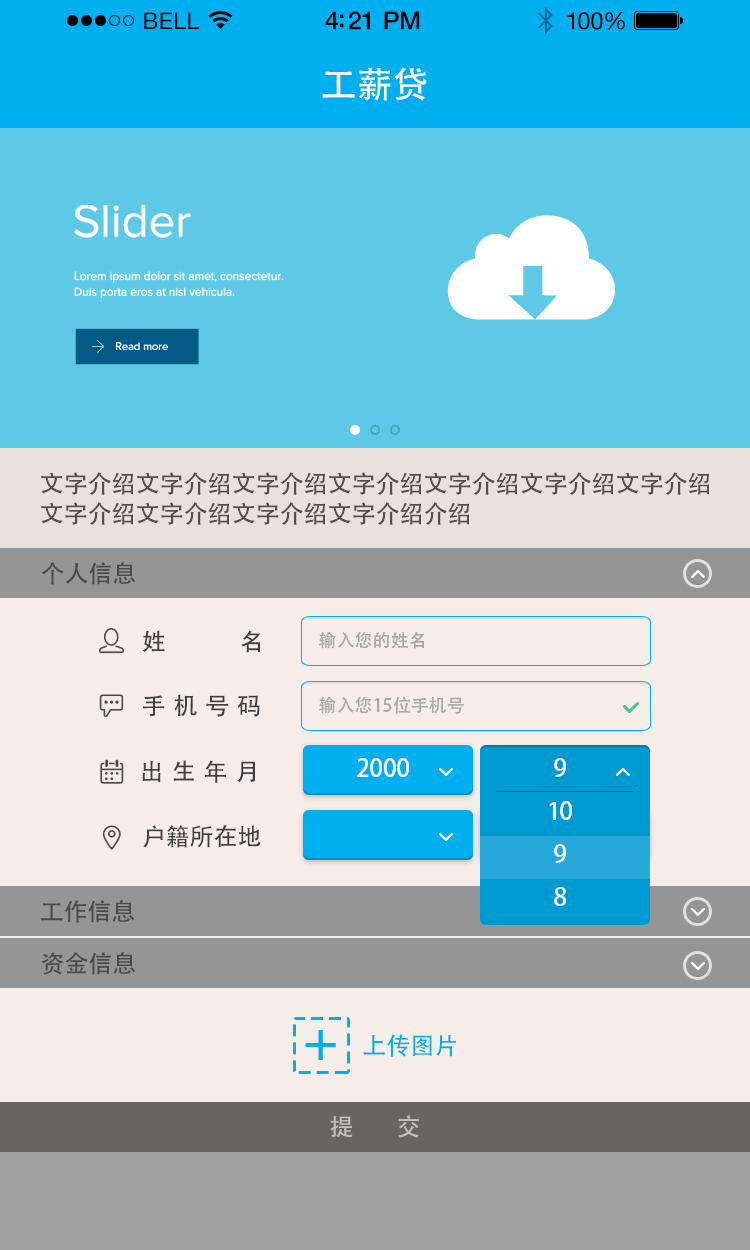 BELL 4:21 PM 100%
工薪贷
Slider
Lorem ipsum dolor sit amet, consectetur.
Duis porta eros at nisl vehicula.
Read more
文字介绍文字介绍文字介绍文字介绍文字介绍文字介绍文字介绍
文字介绍文字介绍文字介绍文字介绍介绍
个人信息
姓 名 输入您的姓名
手机号码 输入您15位手机号
出生年月 2000 9
10
户籍所在地
9
8
工作信息
资金信息
上传图片
提 交